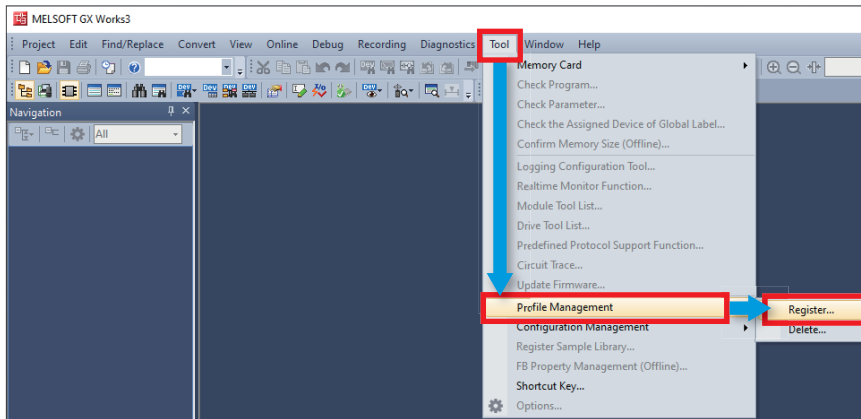 MELSOFT GX Works3
Project Edit Find/Replace Convert View Online Debug Recording Diagnostics Tool Window Help
Navigation
All
Memory Card
Check Program...
Check Parameter...
Check the Assigned Device of Global Label...
Confirm Memory Size (Offline)...
Logging Configuration Tool...
Realtime Monitor Function...
Module Tool List...
Drive Tool List...
Predefined Protocol Support Function...
Circuit Trace...
Update Firmware...
Profile Management
Register...
Configuration Management
Delete...
Register Sample Library...
FB Property Management (Offline)...
Shortcut Key...
Options...